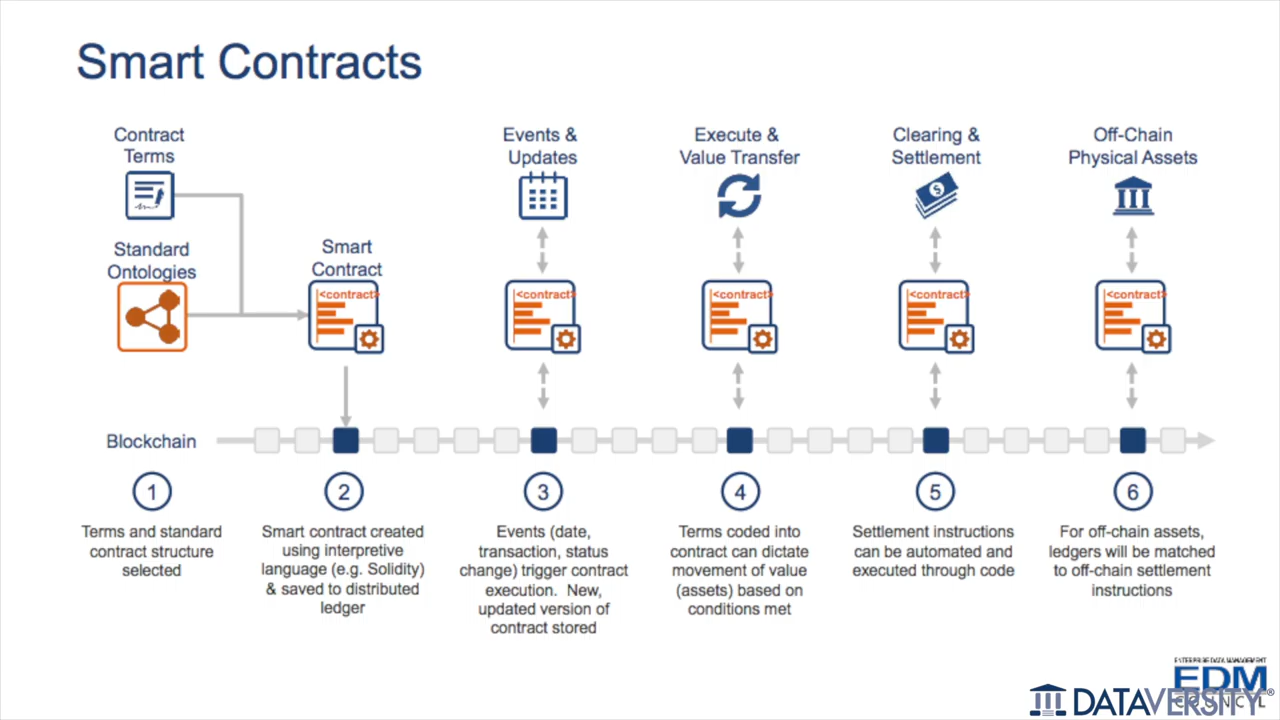 Smart Contracts
Contract
Terms
Standard
Ontologies
Smart
Contract
Events &
Updates
Execute &
Value Transfer
Clearing &
Settlement
Off-Chain
Physical Assets
<contract>
<contract>
<contract>
<contract>
<contract>
Blockchain
1
Terms and standard
contract structure
selected
2
Smart contract created
using interpretive
language (e.g. Solidity)
& saved to distributed
ledger
3
Events (date,
transaction, status
change) trigger contract
execution. New,
updated version of
contract stored
4
Terms coded into
contract can dictate
movement of value
(assets) based on
conditions met
5
Settlement instructions
can be automated and
executed through code
6
For off-chain assets,
ledgers will be matched
to off-chain settlement
instructions
ENTERPRISE DATA MANAGEMENT
EDM
COUNCIL
DATAVERSITY®